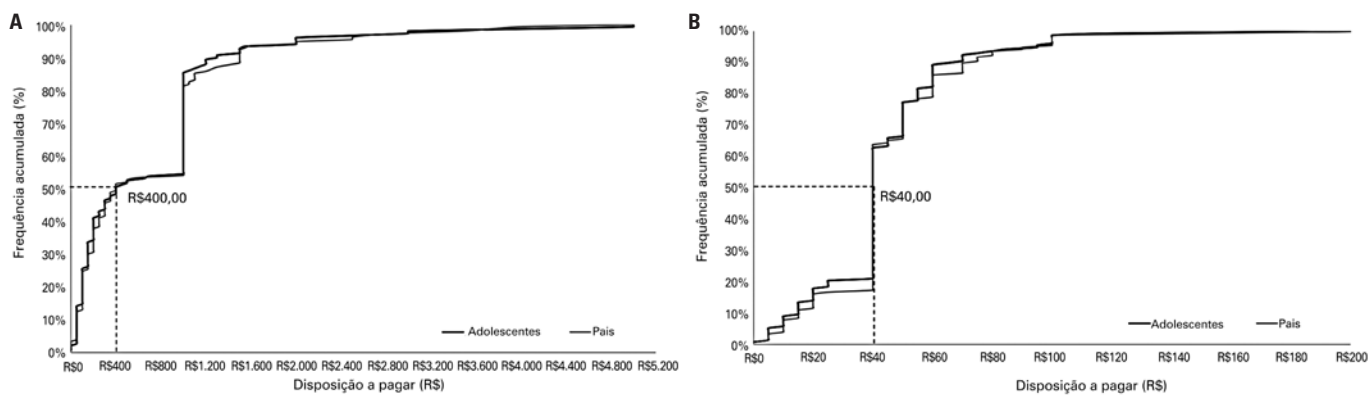 A
Frequência acumulada (%)
100%
90%
80%
70%
60%
50%
40%
30%
20%
10%
0%
R$400,00
Adolescentes
Pais
R$0 R$400 R$800 R$1.200 R$1.600 R$2.000 R$2.400 R$2.800 R$3.200 R$3.600 R$4.000 R$4.400 R$4.800 R$5.200
Disposição a pagar (R$)
B
Frequência acumulada (%)
100%
90%
80%
70%
60%
50%
40%
30%
20%
10%
0%
R$40,00
Adolescentes
Pais
R$0 R$20 R$40 R$60 R$80 R$100 R$120 R$140 R$160 R$180 R$200
Disposição a pagar (R$)